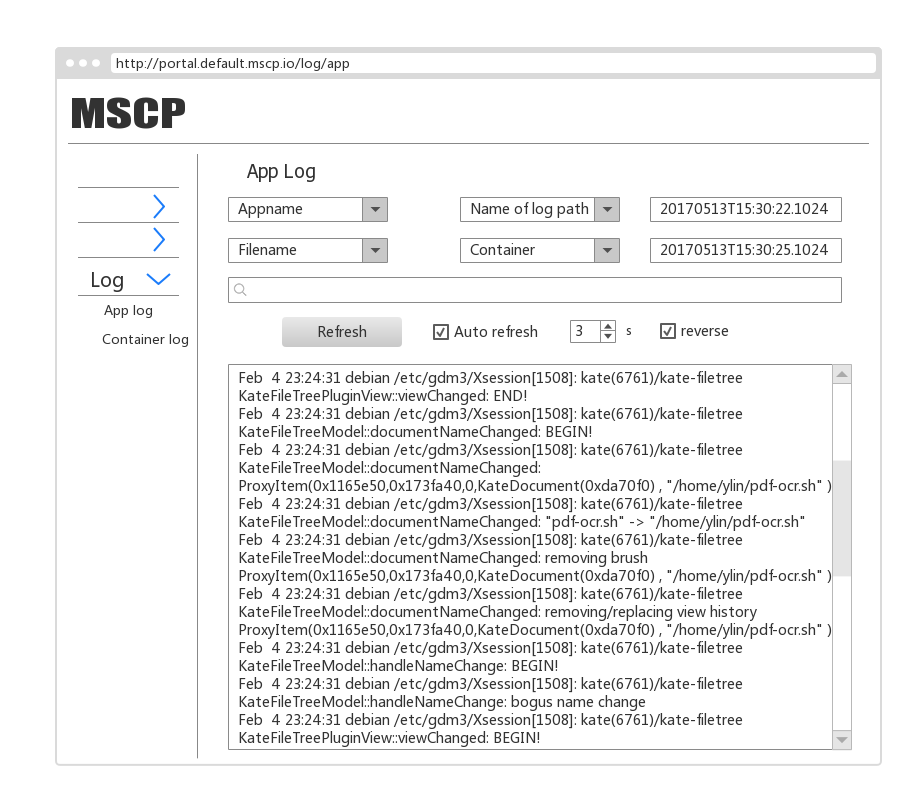 http://portal.default.mscp.io/log/app
MSCP
App Log
Appname
Name of log path
20170513T15:30:22.1024
Filename
Container
20170513T15:30:25.1024
Log
App log
Container log
Refresh
Auto refresh
3
s
reverse
Feb  4 23:24:31 debian /etc/gdm3/Xsession[1508]: kate(6761)/kate-filetree
KateFileTreePluginView::viewChanged: END!
Feb  4 23:24:31 debian /etc/gdm3/Xsession[1508]: kate(6761)/kate-filetree
KateFileTreeModel::documentNameChanged: BEGIN!
Feb  4 23:24:31 debian /etc/gdm3/Xsession[1508]: kate(6761)/kate-filetree
KateFileTreeModel::documentNameChanged:
ProxyItem(0x1165e50,0x173fa40,0,KateDocument(0xda70f0) , "/home/ylin/pdf-ocr.sh" )
Feb  4 23:24:31 debian /etc/gdm3/Xsession[1508]: kate(6761)/kate-filetree
KateFileTreeModel::documentNameChanged: "pdf-ocr.sh" -> "/home/ylin/pdf-ocr.sh"
Feb  4 23:24:31 debian /etc/gdm3/Xsession[1508]: kate(6761)/kate-filetree
KateFileTreeModel::documentNameChanged: removing brush
ProxyItem(0x1165e50,0x173fa40,0,KateDocument(0xda70f0) , "/home/ylin/pdf-ocr.sh" )
Feb  4 23:24:31 debian /etc/gdm3/Xsession[1508]: kate(6761)/kate-filetree
KateFileTreeModel::documentNameChanged: removing/replacing view history
ProxyItem(0x1165e50,0x173fa40,0,KateDocument(0xda70f0) , "/home/ylin/pdf-ocr.sh" )
Feb  4 23:24:31 debian /etc/gdm3/Xsession[1508]: kate(6761)/kate-filetree
KateFileTreeModel::handleNameChange: BEGIN!
Feb  4 23:24:31 debian /etc/gdm3/Xsession[1508]: kate(6761)/kate-filetree
KateFileTreeModel::handleNameChange: bogus name change
Feb  4 23:24:31 debian /etc/gdm3/Xsession[1508]: kate(6761)/kate-filetree
KateFileTreePluginView::viewChanged: BEGIN!